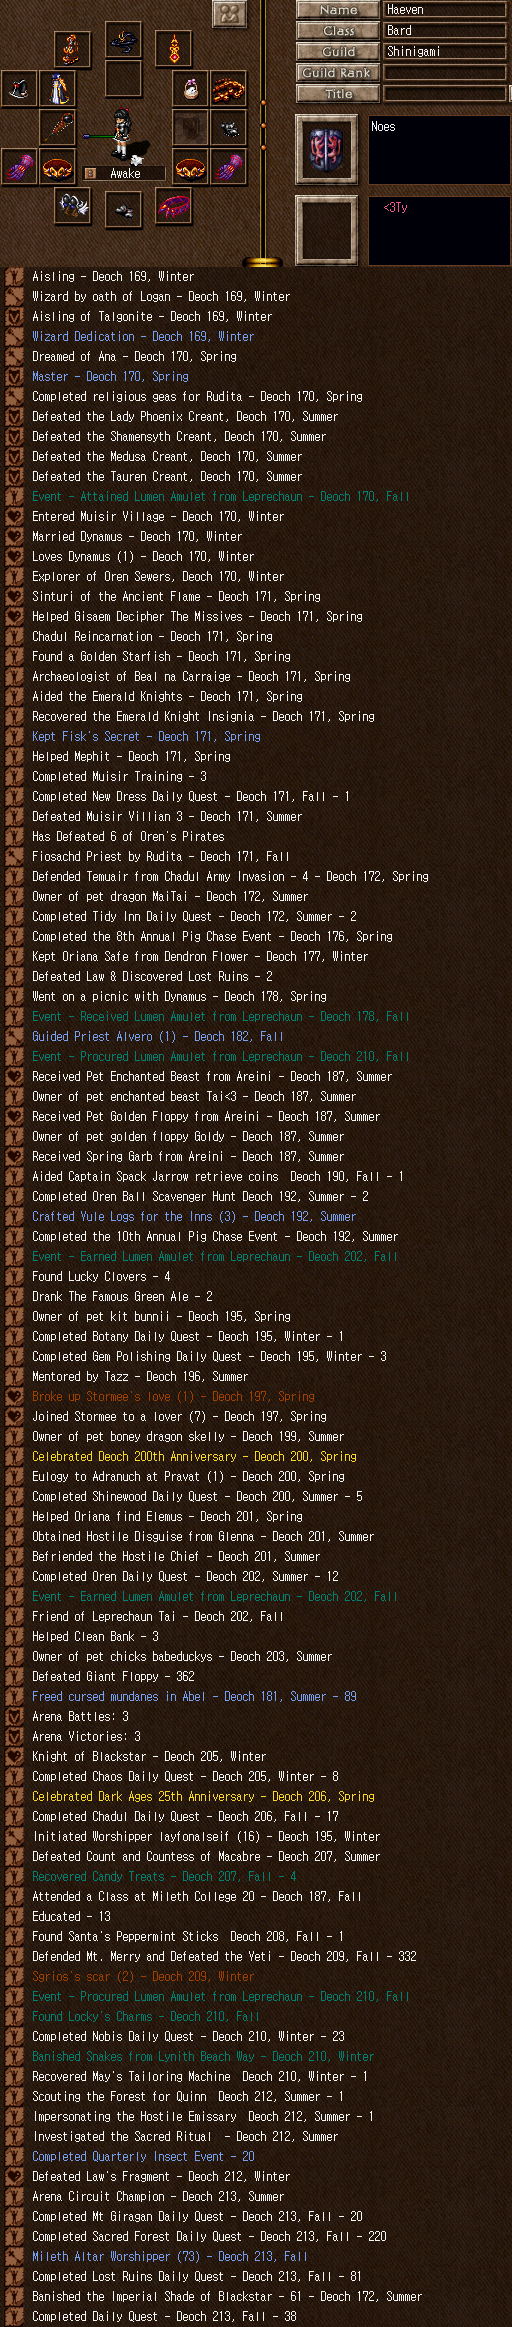 Name Haeven
Class Bard
Guild Shinigami
Guild Rank
Title
Noes
Awake
<3Ty
Aisling - Deoch 169, Winter
Wizard by oath of Logan - Deoch 169, Winter
Aisling of Talgonite - Deoch 169, Winter
Wizard Dedication - Deoch 169, Winter
Dreamed of Ana - Deoch 170, Spring
Master - Deoch 170, Spring
Completed religious geas for Rudita - Deoch 170, Spring
Defeated the Lady Phoenix Creant, Deoch 170, Summer
Defeated the Shamensyth Creant, Deoch 170, Summer
Defeated the Medusa Creant, Deoch 170, Summer
Defeated the Tauren Creant, Deoch 170, Summer
Event - Attained Lumen Amulet from Leprechaun - Deoch 170, Fall
Entered Muisir Village - Deoch 170, Winter
Married Dynamus - Deoch 170, Winter
Loves Dynamus (1) - Deoch 170, Winter
Explorer of Oren Sewers, Deoch 170, Winter
Sinturi of the Ancient Flame - Deoch 171, Spring
Helped Gisaem Decipher The Missives - Deoch 171, Spring
Chadul Reincarnation - Deoch 171, Spring
Found a Golden Starfish - Deoch 171, Spring
Archaeologist of Beal na Carraige - Deoch 171, Spring
Aided the Emerald Knights - Deoch 171, Spring
Recovered the Emerald Knight Insignia - Deoch 171, Spring
Kept Fisk's Secret - Deoch 171, Spring
Helped Mephit - Deoch 171, Spring
Completed Muisir Training - 3
Completed New Dress Daily Quest - Deoch 171, Fall - 1
Defeated Muisir Villian 3 - Deoch 171, Summer
Has Defeated 6 of Oren's Pirates
Fiosachd Priest by Rudita - Deoch 171, Fall
Defended Temuair from Chadul Army Invasion - 4 - Deoch 172, Spring
Owner of pet dragon MaiTai - Deoch 172, Summer
Completed Tidy Inn Daily Quest - Deoch 172, Summer - 2
Completed the 8th Annual Pig Chase Event - Deoch 176, Spring
Kept Oriana Safe from Dendron Flower - Deoch 177, Winter
Defeated Law & Discovered Lost Ruins - 2
Went on a picnic with Dynamus - Deoch 178, Spring
Event - Received Lumen Amulet from Leprechaun - Deoch 178, Fall
Guided Priest Alvero (1) - Deoch 182, Fall
Event - Procured Lumen Amulet from Leprechaun - Deoch 210, Fall
Received Pet Enchanted Beast from Areini - Deoch 187, Summer
Owner of pet enchanted beast Tai<3 - Deoch 187, Summer
Received Pet Golden Floppy from Areini - Deoch 187, Summer
Owner of pet golden floppy Goldy - Deoch 187, Summer
Received Spring Garb from Areini - Deoch 187, Summer
Aided Captain Spack Jarrow retrieve coins  Deoch 190, Fall - 1
Completed Oren Ball Scavenger Hunt Deoch 192, Summer - 2
Crafted Yule Logs for the Inns (3) - Deoch 192, Summer
Completed the 10th Annual Pig Chase Event - Deoch 192, Summer
Event - Earned Lumen Amulet from Leprechaun - Deoch 202, Fall
Found Lucky Clovers - 4
Drank The Famous Green Ale - 2
Owner of pet kit bunnii - Deoch 195, Spring
Completed Botany Daily Quest - Deoch 195, Winter - 1
Completed Gem Polishing Daily Quest - Deoch 195, Winter - 3
Mentored by Tazz - Deoch 196, Summer
Broke up Stormee's love (1) - Deoch 197, Spring
Joined Stormee to a lover (7) - Deoch 197, Spring
Owner of pet boney dragon skelly - Deoch 199, Summer
Celebrated Deoch 200th Anniversary - Deoch 200, Spring
Eulogy to Adranuch at Pravat (1) - Deoch 200, Spring
Completed Shinewood Daily Quest - Deoch 200, Summer - 5
Helped Oriana find Elemus - Deoch 201, Spring
Obtained Hostile Disguise from Glenna - Deoch 201, Summer
Befriended the Hostile Chief - Deoch 201, Summer
Completed Oren Daily Quest - Deoch 202, Summer - 12
Event - Earned Lumen Amulet from Leprechaun - Deoch 202, Fall
Friend of Leprechaun Tai - Deoch 202, Fall
Helped Clean Bank - 3
Owner of pet chicks babeduckys - Deoch 203, Summer
Defeated Giant Floppy - 362
Freed cursed mundanes in Abel - Deoch 181, Summer - 89
Arena Battles: 3
Arena Victories: 3
Knight of Blackstar - Deoch 205, Winter
Completed Chaos Daily Quest - Deoch 205, Winter - 8
Celebrated Dark Ages 25th Anniversary - Deoch 206, Spring
Completed Chadul Daily Quest - Deoch 206, Fall - 17
Initiated Worshipper layfonalseif (16) - Deoch 195, Winter
Defeated Count and Countess of Macabre - Deoch 207, Summer
Recovered Candy Treats - Deoch 207, Fall - 4
Attended a Class at Mileth College 20 - Deoch 187, Fall
Educated - 13
Found Santa's Peppermint Sticks  Deoch 208, Fall - 1
Defended Mt. Merry and Defeated the Yeti - Deoch 209, Fall - 332
Sgrios's scar (2) - Deoch 209, Winter
Event - Procured Lumen Amulet from Leprechaun - Deoch 210, Fall
Found Locky's Charms - Deoch 210, Fall
Completed Nobis Daily Quest - Deoch 210, Winter - 23
Banished Snakes from Lynith Beach Way - Deoch 210, Winter
Recovered May's Tailoring Machine  Deoch 210, Winter - 1
Scouting the Forest for Quinn  Deoch 212, Summer - 1
Impersonating the Hostile Emissary  Deoch 212, Summer - 1
Investigated the Sacred Ritual  - Deoch 212, Summer
Completed Quarterly Insect Event - 20
Defeated Law's Fragment - Deoch 212, Winter
Arena Circuit Champion - Deoch 213, Summer
Completed Mt Giragan Daily Quest - Deoch 213, Fall - 20
Completed Sacred Forest Daily Quest - Deoch 213, Fall - 220
Mileth Altar Worshipper (73) - Deoch 213, Fall
Completed Lost Ruins Daily Quest - Deoch 213, Fall - 81
Banished the Imperial Shade of Blackstar - 61 - Deoch 172, Summer
Completed Daily Quest - Deoch 213, Fall - 38